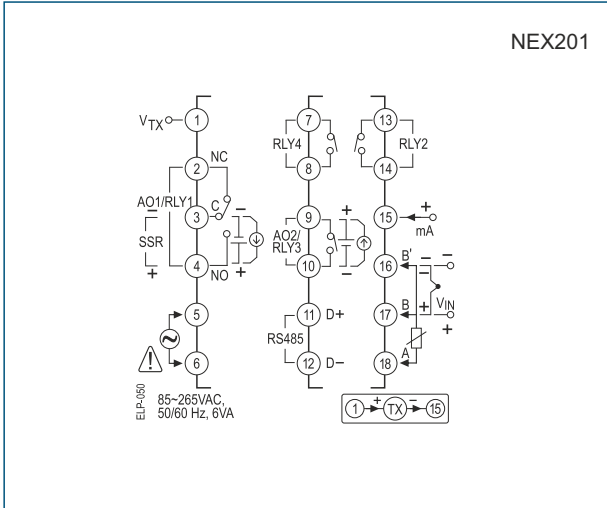 NEX201
VTX
1
2
NC
AO1/RLY1
C
3
−
−
SSR
+
+
4
NO
5
6
ELP-050
85~265VAC,
50/60 Hz, 6VA
7
RLY4
8
9
+
AO2/
RLY3
10
−
11
D+
RS485
12
D−
13
RLY2
14
15
+
mA
16
B'
−
−
−
17
B
+
VIN
+
A
18
1
+
TX
−
15